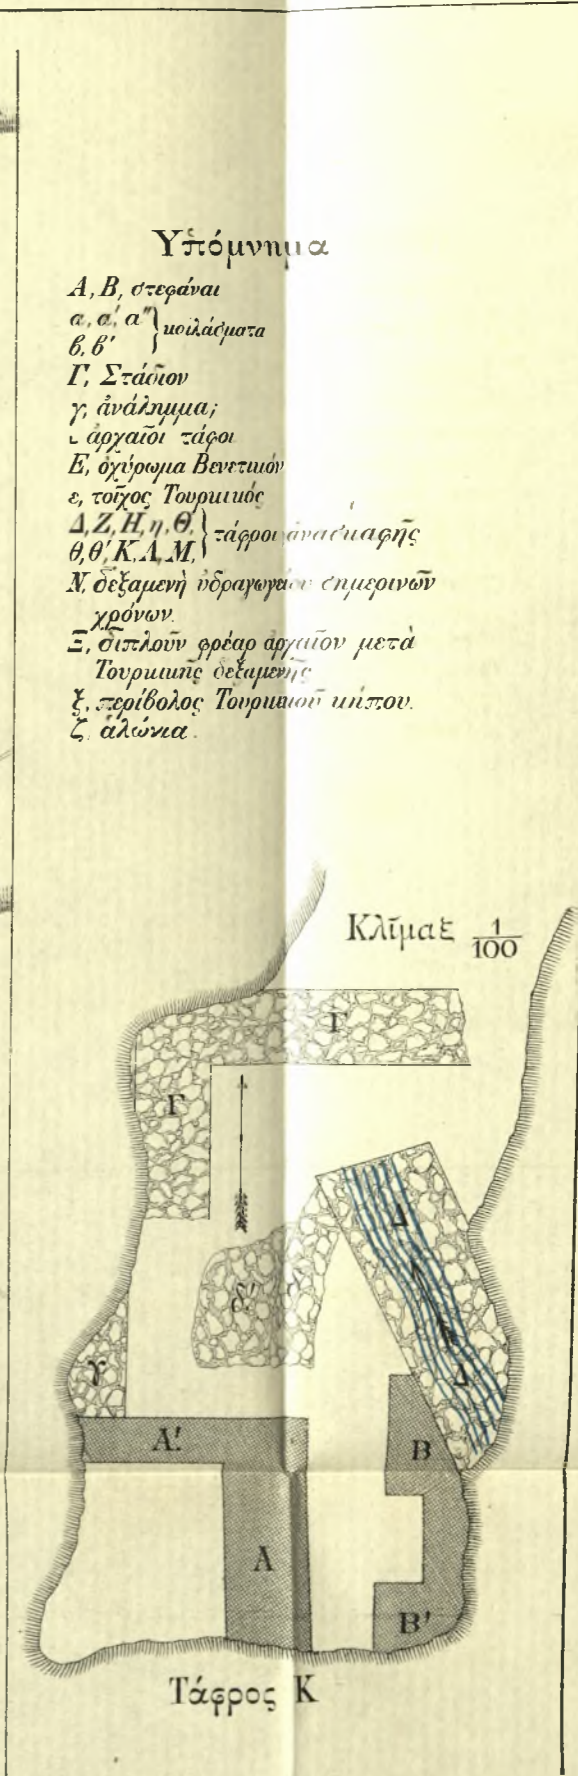 Ὑπόμνημα
Α, Β, στεφάναι
α, α', α'' } κοιλάσματα
β, β'
Γ, Στάδιον
γ, ἀνάλημμα;
ι ἀρχαῖοι τάφοι
Ε, ὀχύρωμα Βενετικόν
ε, τοῖχος Τουρκικός
Δ, Ζ, Η, η, Θ, } τάφροι ἀνασκαφῆς
θ, θ', Κ, Λ, Μ,
Ν, δεξαμενὴ ὑδραγωγείου σημερινῶν
χρόνων.
Ξ, διπλοῦν φρέαρ ἀρχαῖον μετὰ
Τουρκικῆς δεξαμενῆς
ξ, περίβολος Τουρκικοῦ κήπου.
ζ, ἁλώνια.
Κλῖμαξ 1/100
Γ
Γ
Δ
δ'.
γ
Δ
Α'.
Β
Α
Β'
Τάφρος Κ